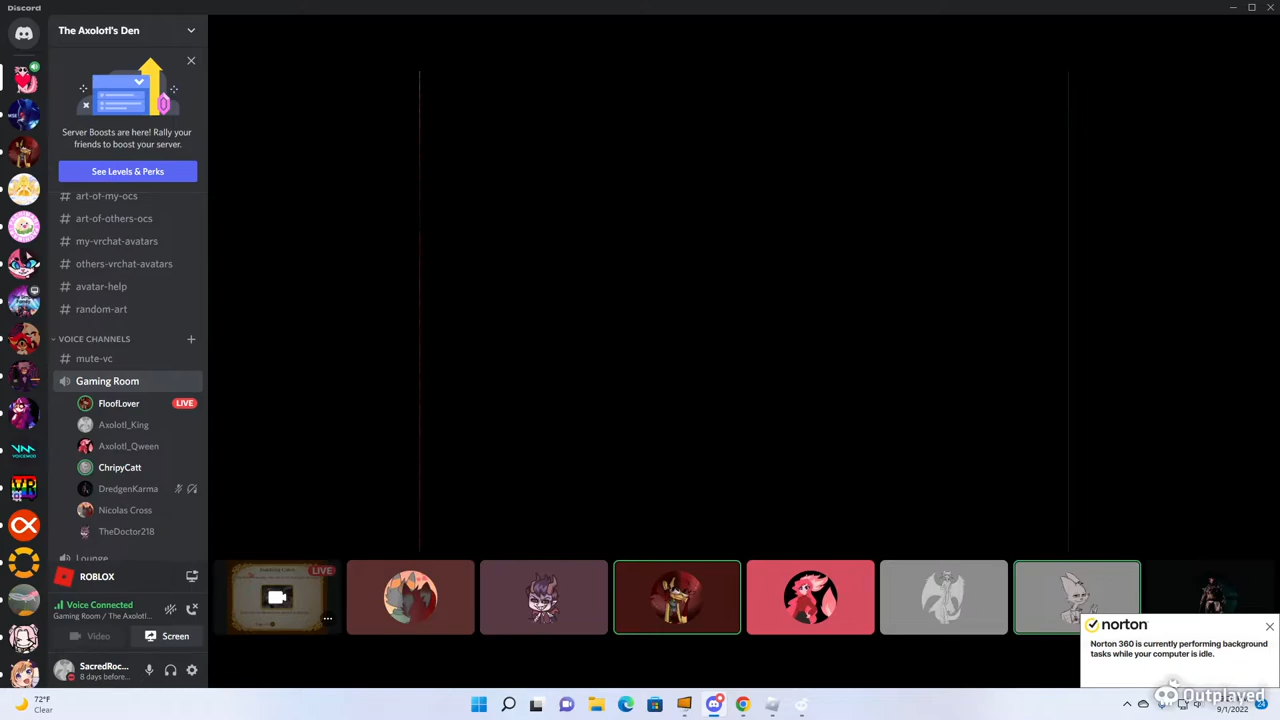 Discord
The Axolotl's Den
Server Boosts are here! Rally your
friends to boost your server.
See Levels & Perks
# art-of-my-ocs
# art-of-others-ocs
# my-vrchat-avatars
# others-vrchat-avatars
# avatar-help
# random-art
VOICE CHANNELS
# mute-vc
Gaming Room
FloofLover LIVE
Axolotl_King
Axolotl_Qween
ChripyCatt
DredgenKarma
Nicolas Cross
TheDoctor218
Lounge
ROBLOX
Voice Connected
Gaming Room / The Axolotl...
Video Screen
SacredRoc...
8 days before...
LIVE
norton
Norton 360 is currently performing background
tasks while your computer is idle.
Outplayed
72°F
Clear
9/1/2022
24